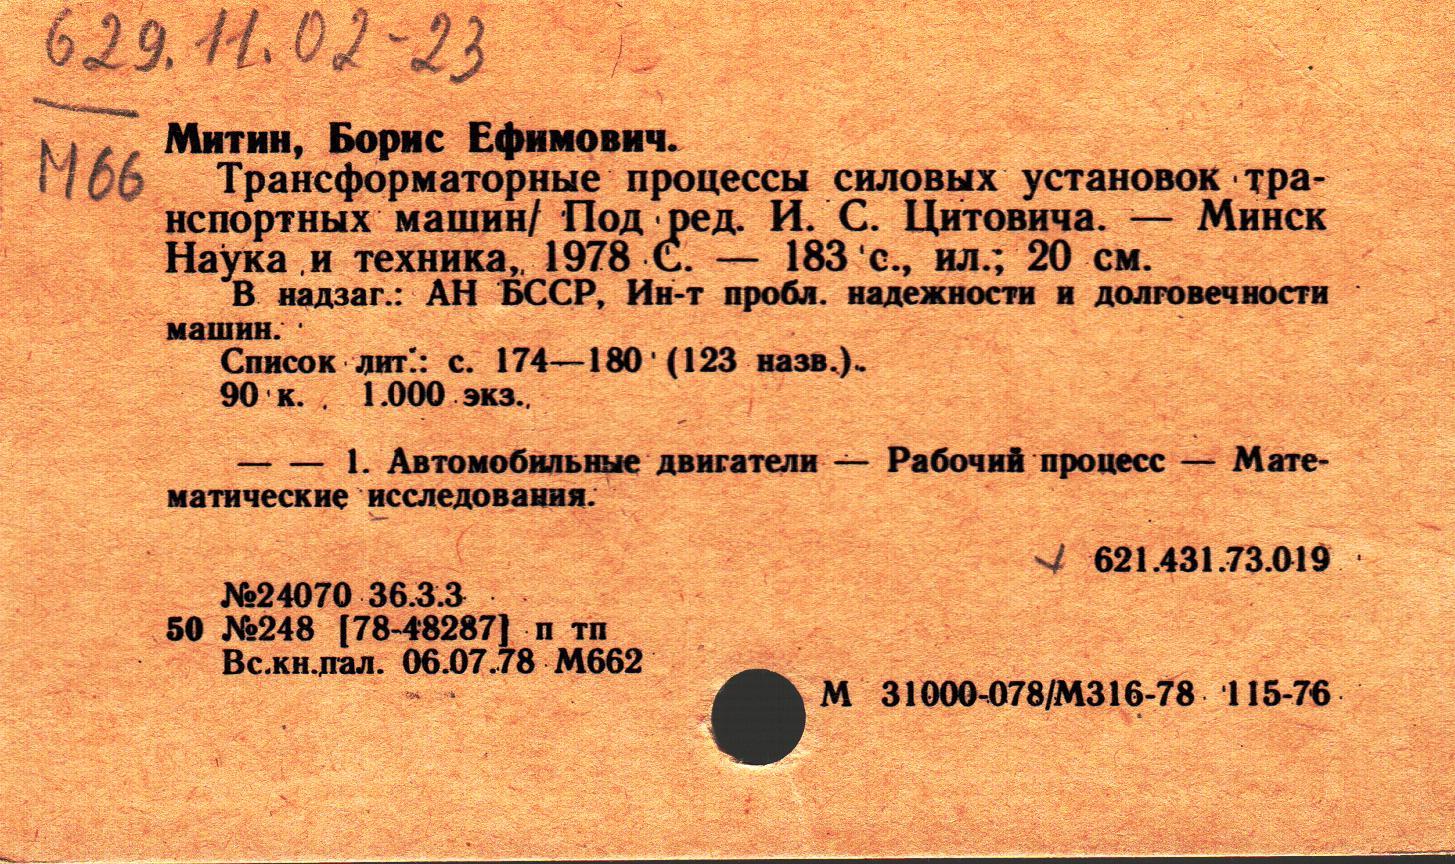 629.11.02-23
М66
Митин, Борис Ефимович.
Трансформаторные процессы силовых установок тра-
нспортных машин/ Под ред. И. С. Цитовича. — Минск
Наука и техника, 1978 С. — 183 с., ил.; 20 см.
В надзаг.: АН БССР, Ин-т пробл. надежности и долговечности
машин.
Список лит.: с. 174—180 (123 назв.).
90 к. 1.000 экз.
— — 1. Автомобильные двигатели — Рабочий процесс — Мате-
матические исследования.
621.431.73.019
№24070 36.3.3
50 №248 [78-48287] п тп
Вс.кн.пал. 06.07.78 М662
М 31000-078/М316-78 115-76